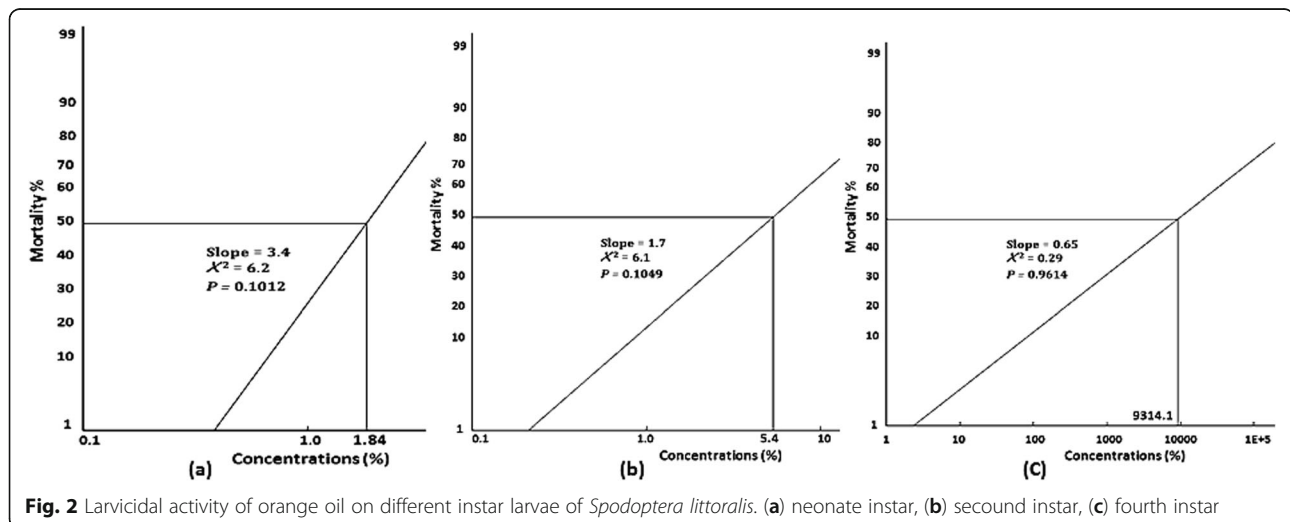 99
90
80
70
60
50
40
30
20
10
1
Mortality %
Slope = 3.4
X² = 6.2
P = 0.1012
0.1
1.0
1.84
Concentrations (%)
(a)
99
90
80
70
60
50
40
30
20
10
1
Mortality %
Slope = 1.7
X² = 6.1
P = 0.1049
0.1
1.0
5.4
10
Concentrations (%)
(b)
99
90
80
70
60
50
40
30
20
10
1
Mortality %
Slope = 0.65
X² = 0.29
P = 0.9614
9314.1
1
10
100
1000
10000
1E+5
Concentrations (%)
(C)
Fig. 2 Larvicidal activity of orange oil on different instar larvae of Spodoptera littoralis. (a) neonate instar, (b) secound instar, (c) fourth instar